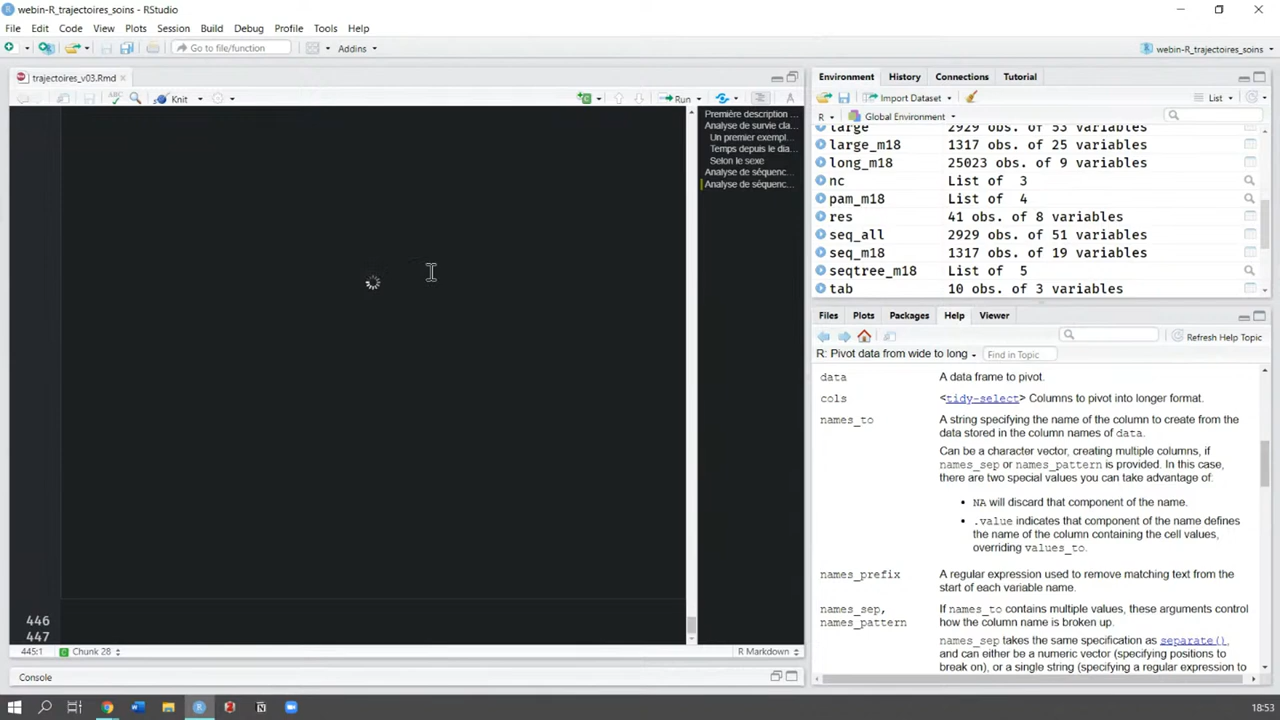 webin-R_trajectoires_soins - RStudio
File Edit Code View Plots Session Build Debug Profile Tools Help
Go to file/function Addins webin-R_trajectoires_soins
trajectoires_v03.Rmd
Knit Run
Première description ...
Analyse de survie cla...
Un premier exempl...
Temps depuis le dia...
Selon le sexe
Analyse de séquenc...
Analyse de séquenc...
446
447
445:1 Chunk 28 R Markdown
Console
Environment History Connections Tutorial
Import Dataset List
R Global Environment
large 2929 obs. of 53 variables
large_m18 1317 obs. of 25 variables
long_m18 25023 obs. of 9 variables
nc List of 3
pam_m18 List of 4
res 41 obs. of 8 variables
seq_all 2929 obs. of 51 variables
seq_m18 1317 obs. of 19 variables
seqtree_m18 List of 5
tab 10 obs. of 3 variables
Files Plots Packages Help Viewer
Refresh Help Topic
R: Pivot data from wide to long Find in Topic
data A data frame to pivot.
cols <tidy-select> Columns to pivot into longer format.
names_to A string specifying the name of the column to create from the
data stored in the column names of data.
Can be a character vector, creating multiple columns, if
names_sep or names_pattern is provided. In this case,
there are two special values you can take advantage of:
• NA will discard that component of the name.
• .value indicates that component of the name defines
the name of the column containing the cell values,
overriding values_to.
names_prefix A regular expression used to remove matching text from the
start of each variable name.
names_sep, If names_to contains multiple values, these arguments control
names_pattern how the column name is broken up.
names_sep takes the same specification as separate(),
and can either be a numeric vector (specifying positions to
break on), or a single string (specifying a regular expression to
18:53